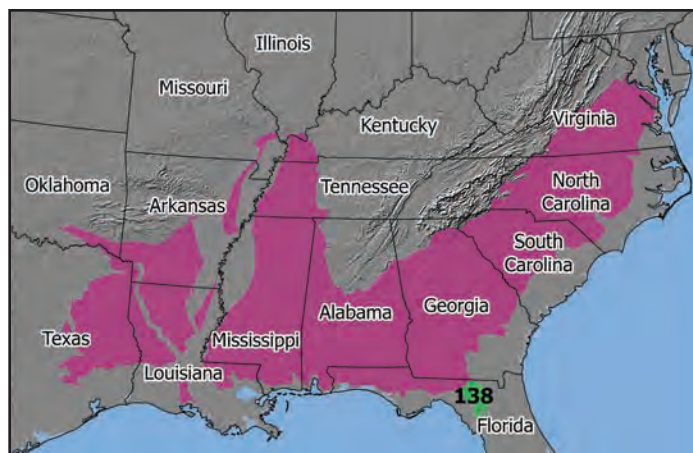 Illinois
Missouri
Kentucky
Virginia
Oklahoma
Arkansas
Tennessee
North
Carolina
South
Carolina
Texas
Louisiana
Mississippi
Alabama
Georgia
138
Florida